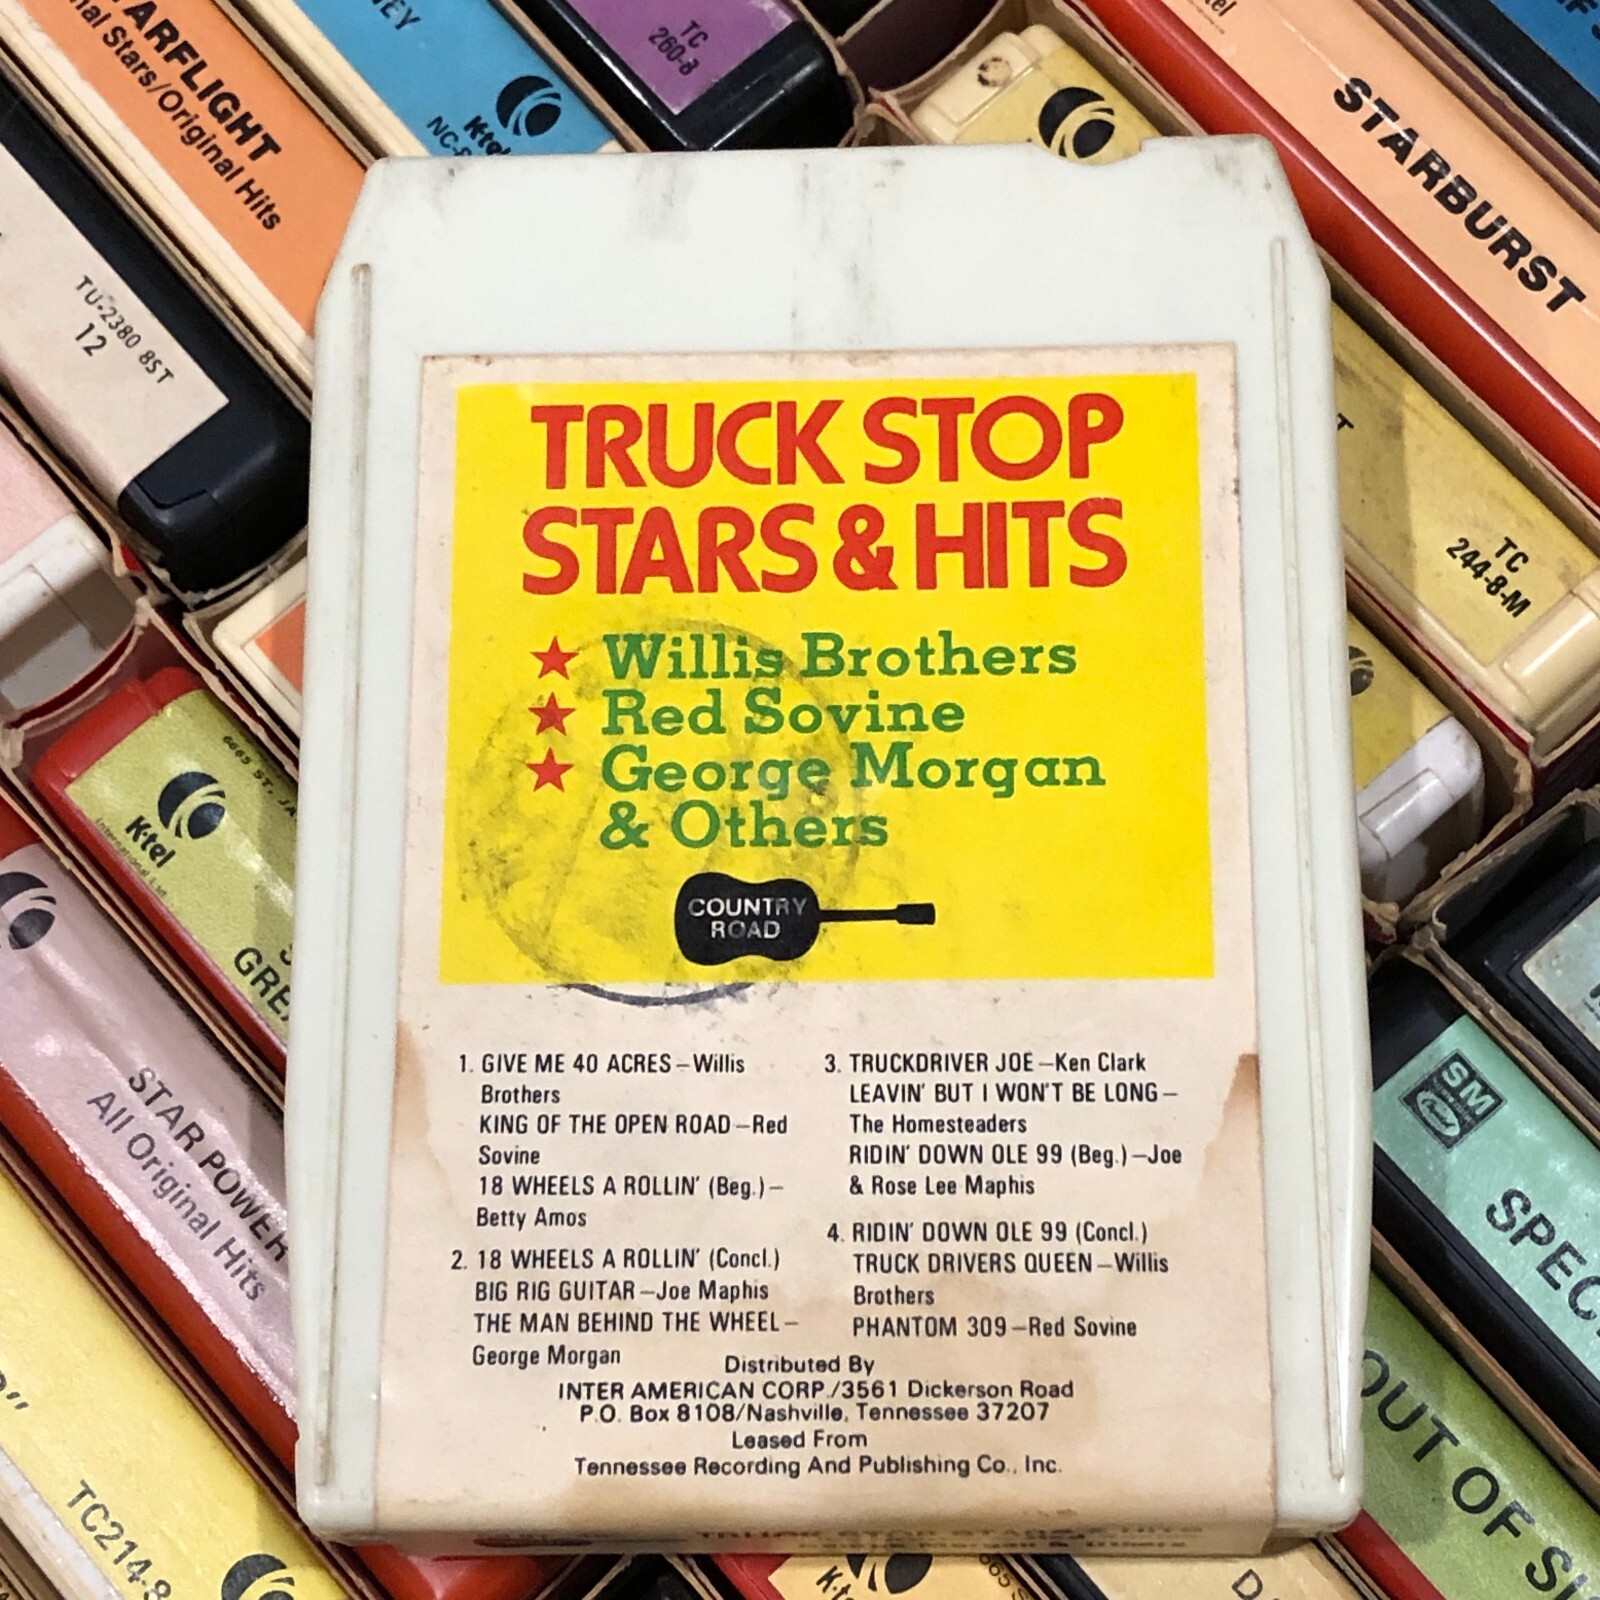 TRUCK STOP
STARS & HITS
★ Willis Brothers
★ Red Sovine
★ George Morgan
& Others
COUNTRY
ROAD
1. GIVE ME 40 ACRES–Willis
Brothers
KING OF THE OPEN ROAD–Red
Sovine
18 WHEELS A ROLLIN' (Beg.)–
Betty Amos
2. 18 WHEELS A ROLLIN' (Concl.)
BIG RIG GUITAR–Joe Maphis
THE MAN BEHIND THE WHEEL–
George Morgan
3. TRUCKDRIVER JOE–Ken Clark
LEAVIN' BUT I WON'T BE LONG–
The Homesteaders
RIDIN' DOWN OLE 99 (Beg.)–Joe
& Rose Lee Maphis
4. RIDIN' DOWN OLE 99 (Concl.)
TRUCK DRIVERS QUEEN–Willis
Brothers
PHANTOM 309–Red Sovine
Distributed By
INTER AMERICAN CORP./3561 Dickerson Road
P.O. Box 8108/Nashville, Tennessee 37207
Leased From
Tennessee Recording And Publishing Co., Inc.
Stars/Original Hits
K-tel
TC
260-8
STARBURST
TU-2380 8ST
12
TC
244-8-M
K-tel
International Ltd.
STAR POWER
All Original Hits
SM
OUT OF
TC214-8